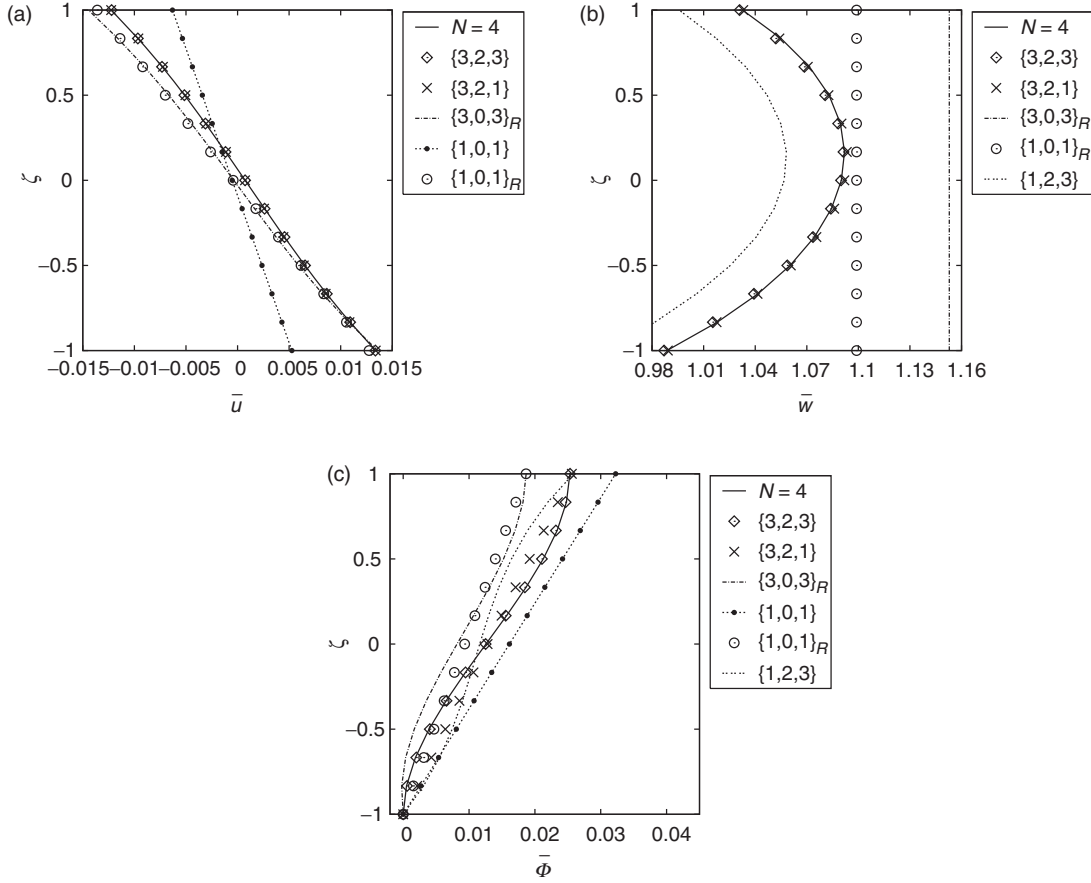 (a)
1
0.5
0
−0.5
−1
ζ
−0.015 −0.01 −0.005 0 0.005 0.01 0.015
u̅
N = 4
{3,2,3}
{3,2,1}
{3,0,3}R
{1,0,1}
{1,0,1}R
(b)
1
0.5
0
−0.5
−1
ζ
0.98 1.01 1.04 1.07 1.1 1.13 1.16
w̅
N = 4
{3,2,3}
{3,2,1}
{3,0,3}R
{1,0,1}R
{1,2,3}
(c)
1
0.5
0
−0.5
−1
ζ
0 0.01 0.02 0.03 0.04
Φ̅
N = 4
{3,2,3}
{3,2,1}
{3,0,3}R
{1,0,1}
{1,0,1}R
{1,2,3}